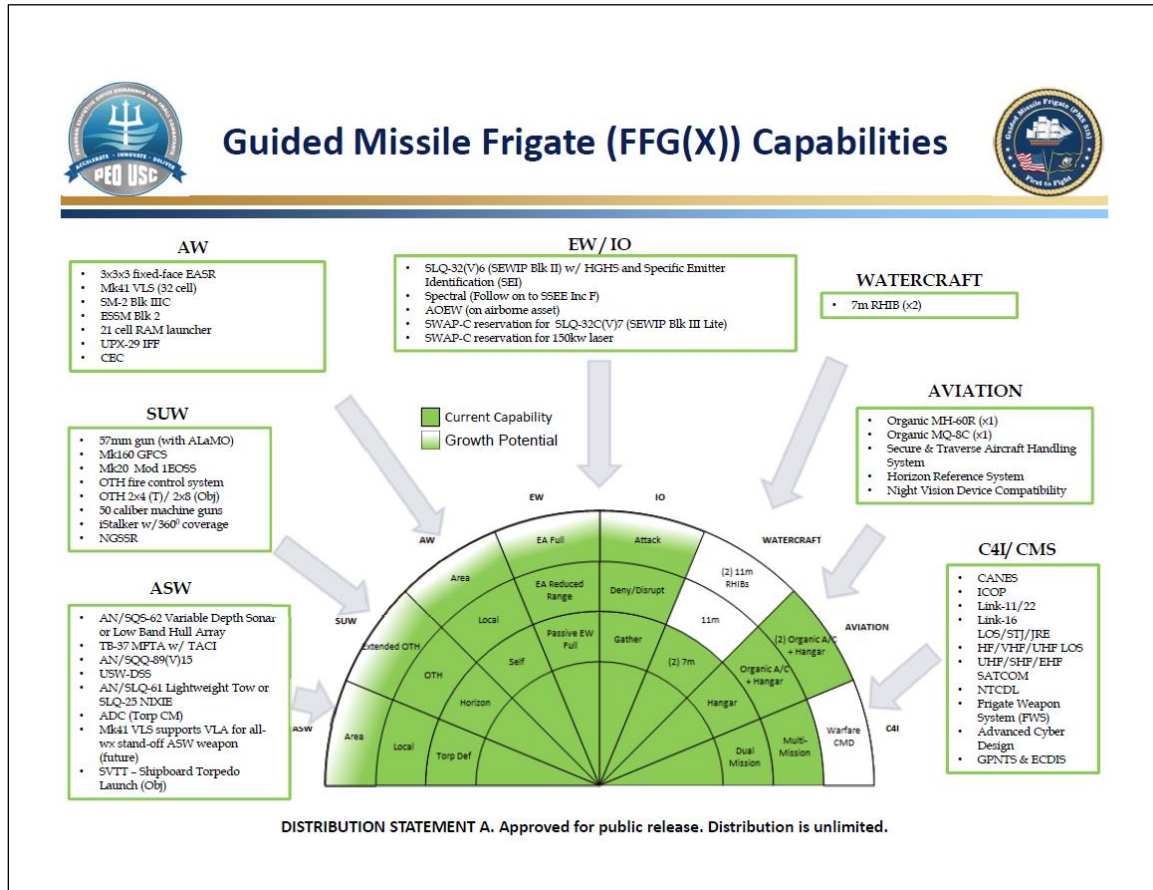 Guided Missile Frigate (FFG(X)) Capabilities
ACCELERATE - INNOVATE - DELIVER
PEO USC
Guided Missile Frigate (PMS 515)
First to Fight
AW
• 3x3x3 fixed-face EASR
• Mk41 VLS (32 cell)
• SM-2 Blk IIIC
• ESSM Blk 2
• 21 cell RAM launcher
• UPX-29 IFF
• CEC
EW/ IO
• SLQ-32(V)6 (SEWIP Blk II) w/ HGHS and Specific Emitter
Identification (SEI)
• Spectral (Follow on to SSEE Inc F)
• AOEW (on airborne asset)
• SWAP-C reservation for SLQ-32C(V)7 (SEWIP Blk III Lite)
• SWAP-C reservation for 150kw laser
WATERCRAFT
• 7m RHIB (x2)
SUW
• 57mm gun (with ALaMO)
• Mk160 GFCS
• Mk20 Mod 1EOSS
• OTH fire control system
• OTH 2x4 (T)/ 2x8 (Obj)
• 50 caliber machine guns
• iStalker w/360⁰ coverage
• NGSSR
AVIATION
• Organic MH-60R (x1)
• Organic MQ-8C (x1)
• Secure & Traverse Aircraft Handling
System
• Horizon Reference System
• Night Vision Device Compatibility
ASW
• AN/SQS-62 Variable Depth Sonar
or Low Band Hull Array
• TB-37 MFTA w/ TACI
• AN/SQQ-89(V)15
• USW-DSS
• AN/SLQ-61 Lightweight Tow or
SLQ-25 NIXIE
• ADC (Torp CM)
• Mk41 VLS supports VLA for all-
wx stand-off ASW weapon
(future)
• SVTT – Shipboard Torpedo
Launch (Obj)
C4I/ CMS
• CANES
• ICOP
• Link-11/22
• Link-16
LOS/STJ/JRE
• HF/VHF/UHF LOS
• UHF/SHF/EHF
SATCOM
• NTCDL
• Frigate Weapon
System (FWS)
• Advanced Cyber
Design
• GPNTS & ECDIS
Current Capability
Growth Potential
ASW
Area
Local
Torp Def
SUW
Extended OTH
OTH
Horizon
AW
Area
Local
Self
EW
EA Full
EA Reduced
Range
Passive EW
Full
IO
Attack
Deny/Disrupt
Gather
WATERCRAFT
(2) 11m
RHIBs
11m
(2) 7m
AVIATION
(2) Organic A/C
+ Hangar
Organic A/C
+ Hangar
Hangar
C4I
Warfare
CMD
Multi-
Mission
Dual
Mission
DISTRIBUTION STATEMENT A. Approved for public release. Distribution is unlimited.